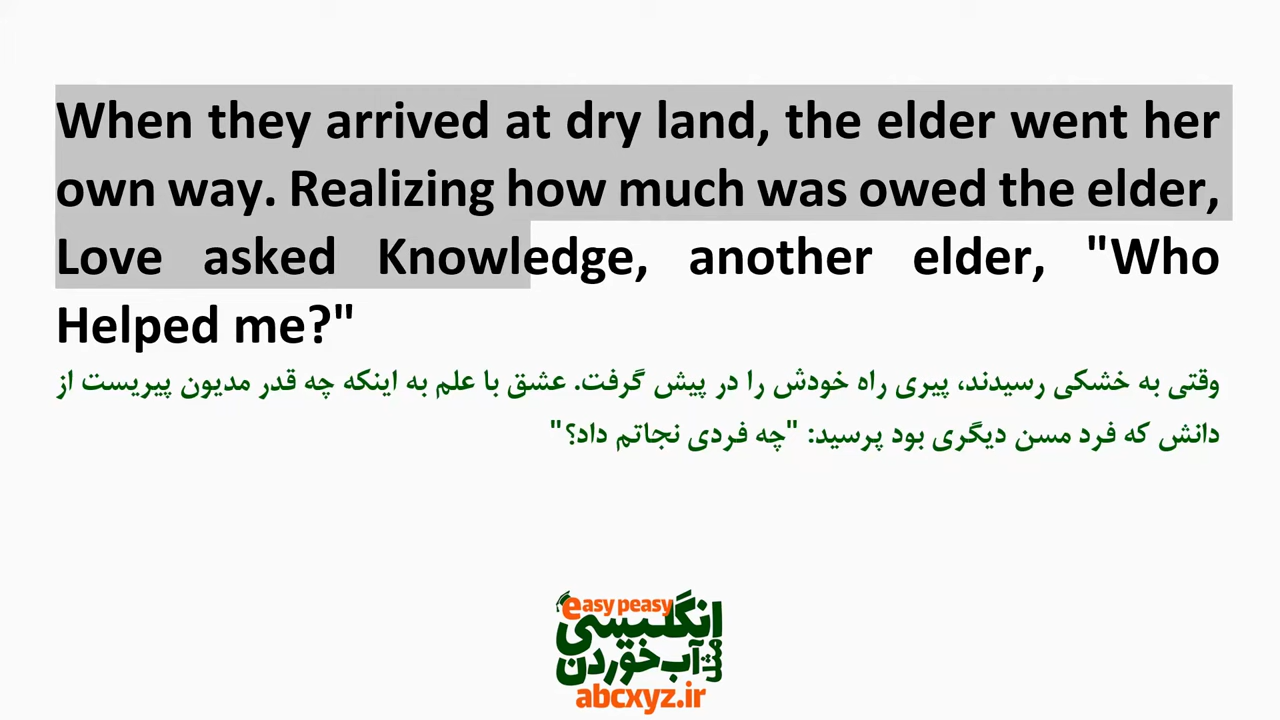 When they arrived at dry land, the elder went her
own way. Realizing how much was owed the elder,
Love asked Knowledge, another elder, "Who
Helped me?"
وقتی به خشکی رسیدند، پیری راه خودش را در پیش گرفت. عشق با علم به اینکه چه قدر مدیون پیریست از
دانش که فرد مسن دیگری بود پرسید: "چه فردی نجاتم داد؟"
easy peasy
انگلیسی
مثل آب خوردن
abcxyz.ir